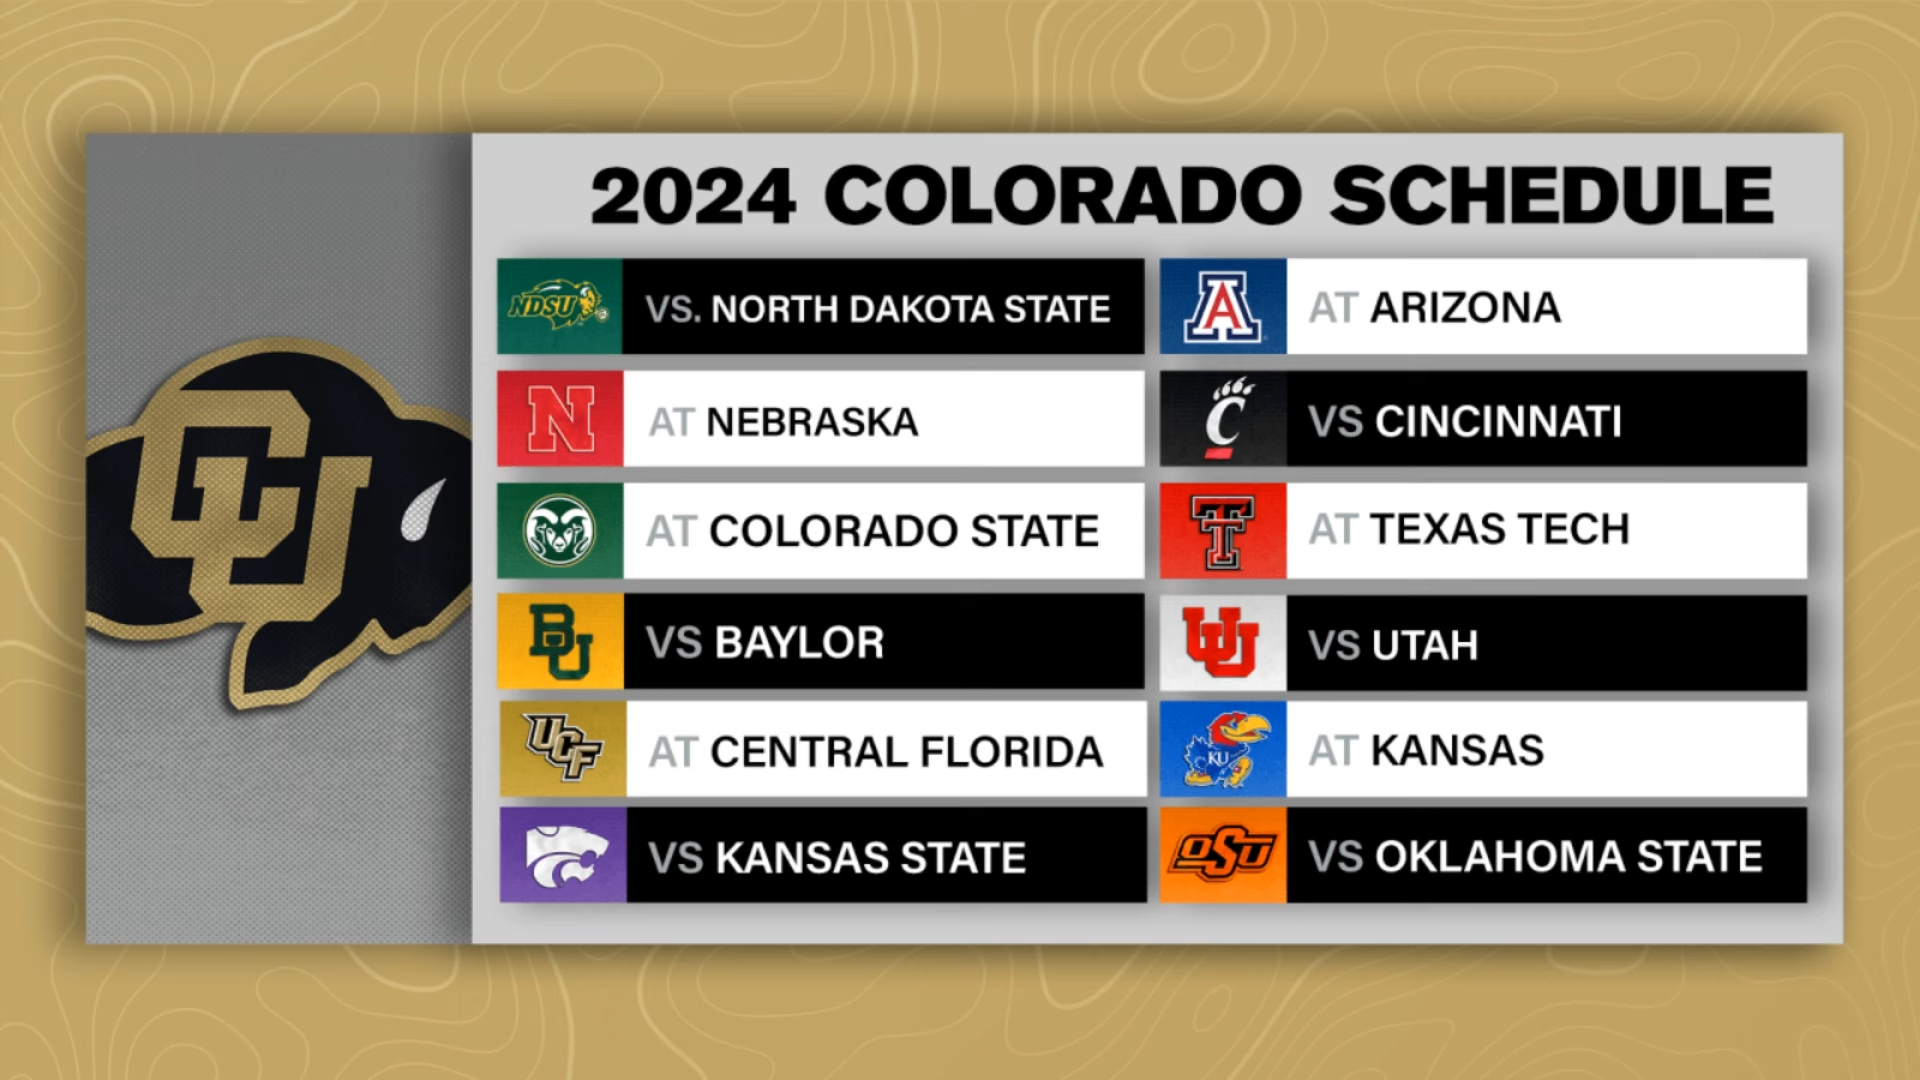 2024 COLORADO SCHEDULE
CU
NDSU
VS. NORTH DAKOTA STATE
N
AT NEBRASKA
AT COLORADO STATE
BU
VS BAYLOR
UCF
AT CENTRAL FLORIDA
VS KANSAS STATE
A
AT ARIZONA
C
VS CINCINNATI
T
AT TEXAS TECH
U
VS UTAH
KU
AT KANSAS
OSU
VS OKLAHOMA STATE